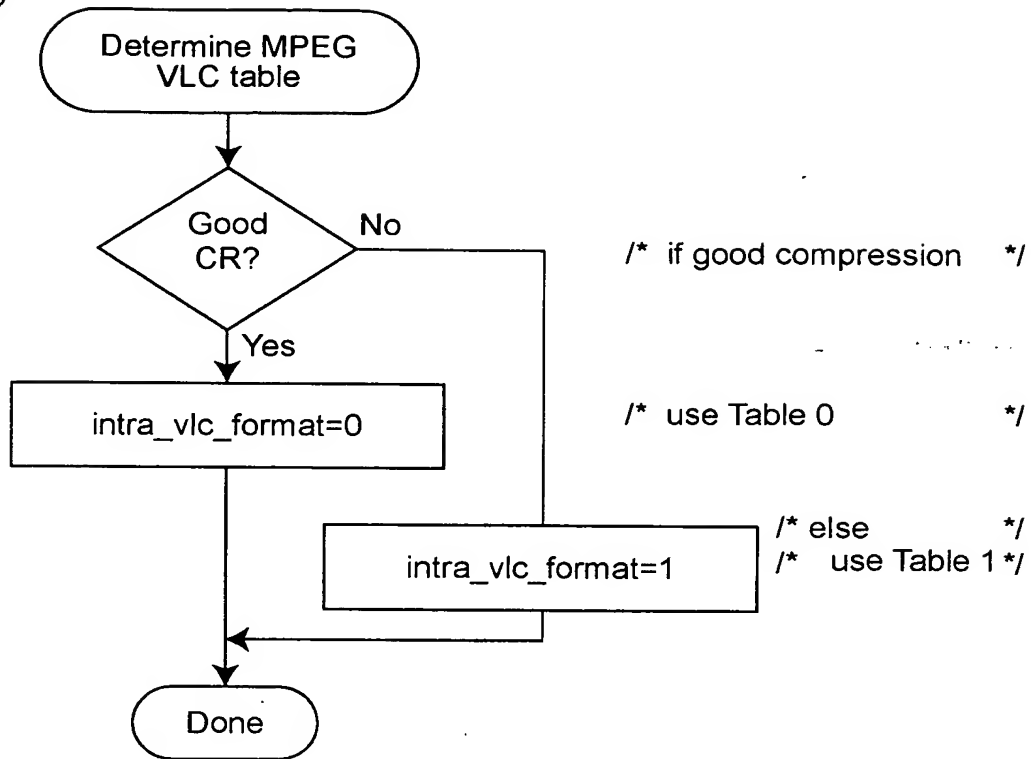 Determine MPEG
VLC table
Good
CR?
No
/* if good compression */
Yes
intra_vlc_format=0
/* use Table 0 */
/* else */
intra_vlc_format=1
/* use Table 1 */
Done